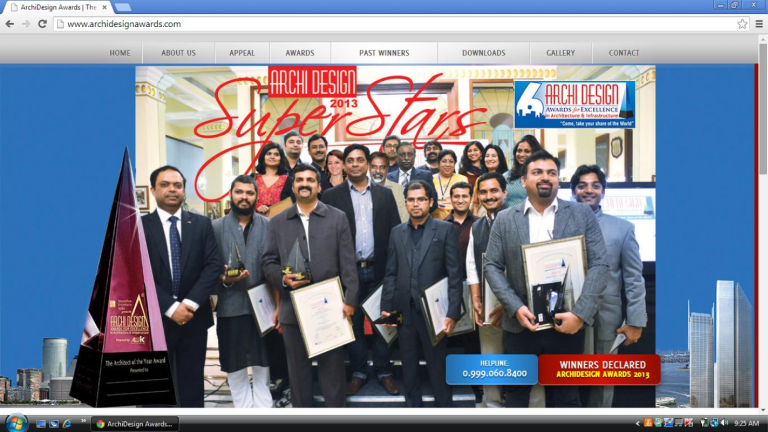 ArchiDesign Awards | The
www.archidesignawards.com
HOME ABOUT US APPEAL AWARDS PAST WINNERS DOWNLOADS GALLERY CONTACT
ARCHI DESIGN
2013
SuperStars
6 ARCHI DESIGN
AWARDS for EXCELLENCE
in Architecture & Infrastructure
"Come, take your share of the World"
ARCHI DESIGN
The Architect of the Year Award
Presented to
HELPLINE:
0.999.060.8400
WINNERS DECLARED
ARCHIDESIGN AWARDS 2013
ArchiDesign Awards...
9:25 AM